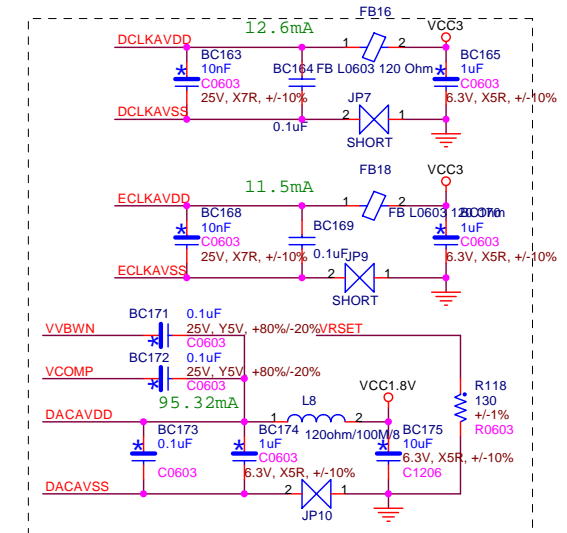 FB16
12.6mA
VCC3
DCLKAVDD
1 2
BC163
10nF
C0603
25V, X7R, +/-10%
BC164
0.1uF
FB L0603 120 Ohm
BC165
1uF
C0603
6.3V, X5R, +/-10%
JP7
DCLKAVSS
2 1
SHORT
FB18
11.5mA
VCC3
ECLKAVDD
1 2
BC168
10nF
C0603
25V, X7R, +/-10%
BC169
0.1uF
FB L0603 120 Ohm
BC170
1uF
C0603
6.3V, X5R, +/-10%
JP9
ECLKAVSS
2 1
SHORT
BC171
0.1uF
VVBWN
25V, Y5V, +80%/-20%
C0603
VRSET
BC172
0.1uF
VCOMP
25V, Y5V, +80%/-20%
C0603
95.32mA
L8
VCC1.8V
R118
130
+/-1%
R0603
DACAVDD
1 2
BC173
0.1uF
C0603
BC174
1uF
C0603
6.3V, X5R, +/-10%
120ohm/100M/8
BC175
10uF
6.3V, X5R, +/-10%
C1206
DACAVSS
2 1
JP10